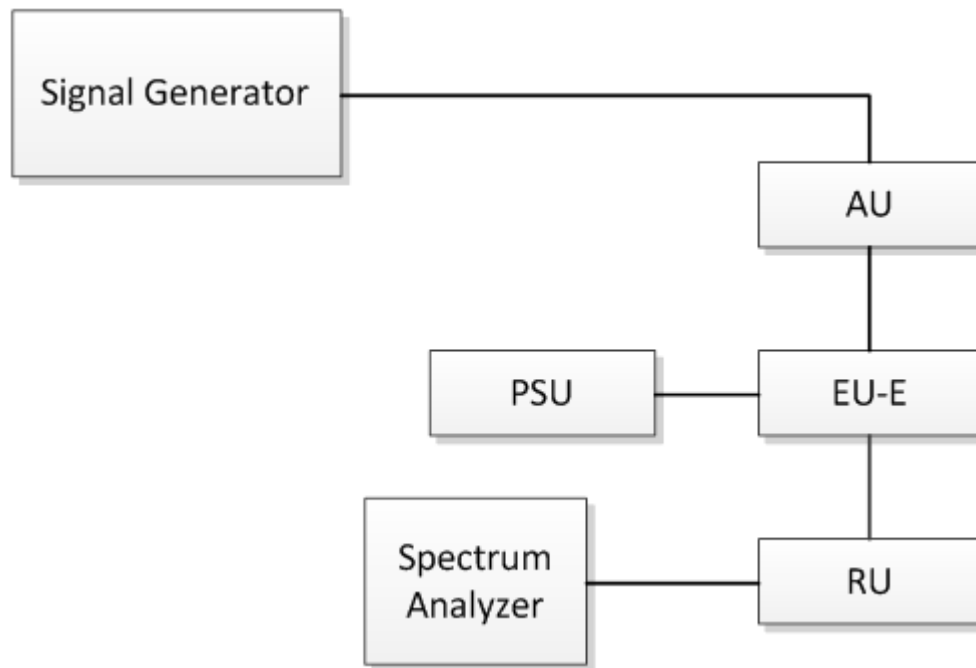 Signal Generator
AU
PSU
EU-E
Spectrum
Analyzer
RU